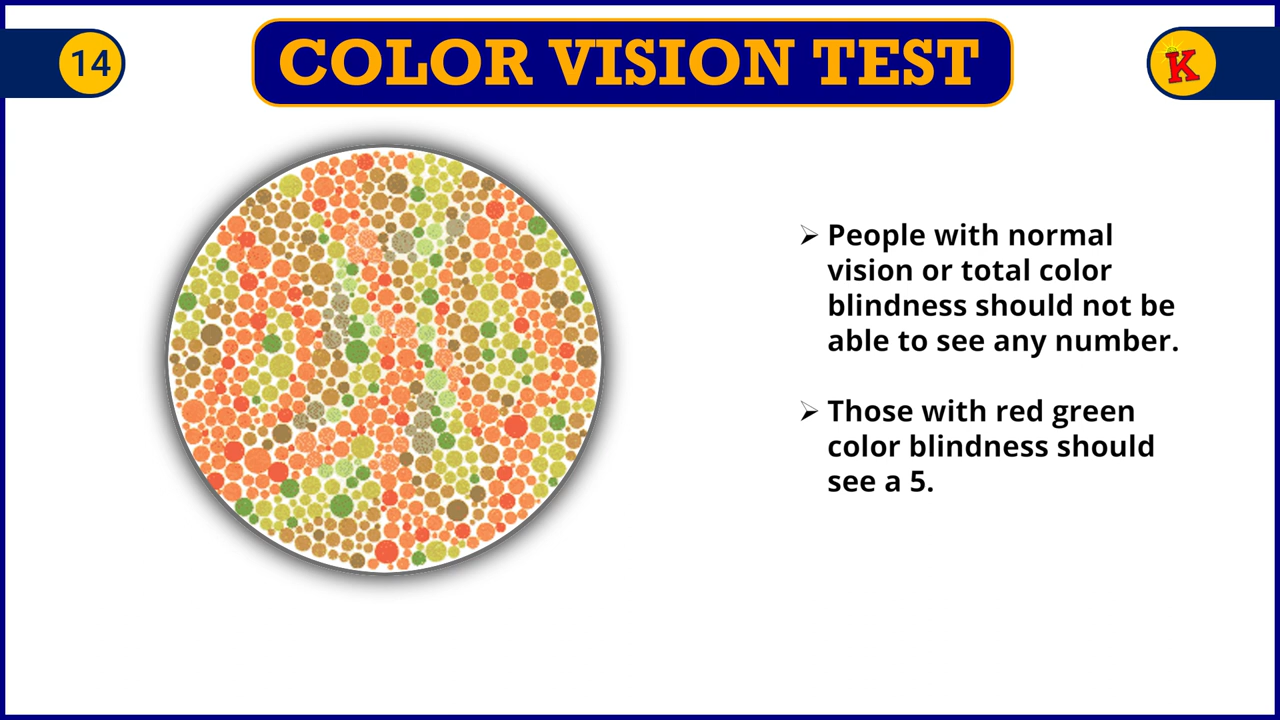 14
COLOR VISION TEST
K
➢ People with normal
vision or total color
blindness should not be
able to see any number.
➢ Those with red green
color blindness should
see a 5.